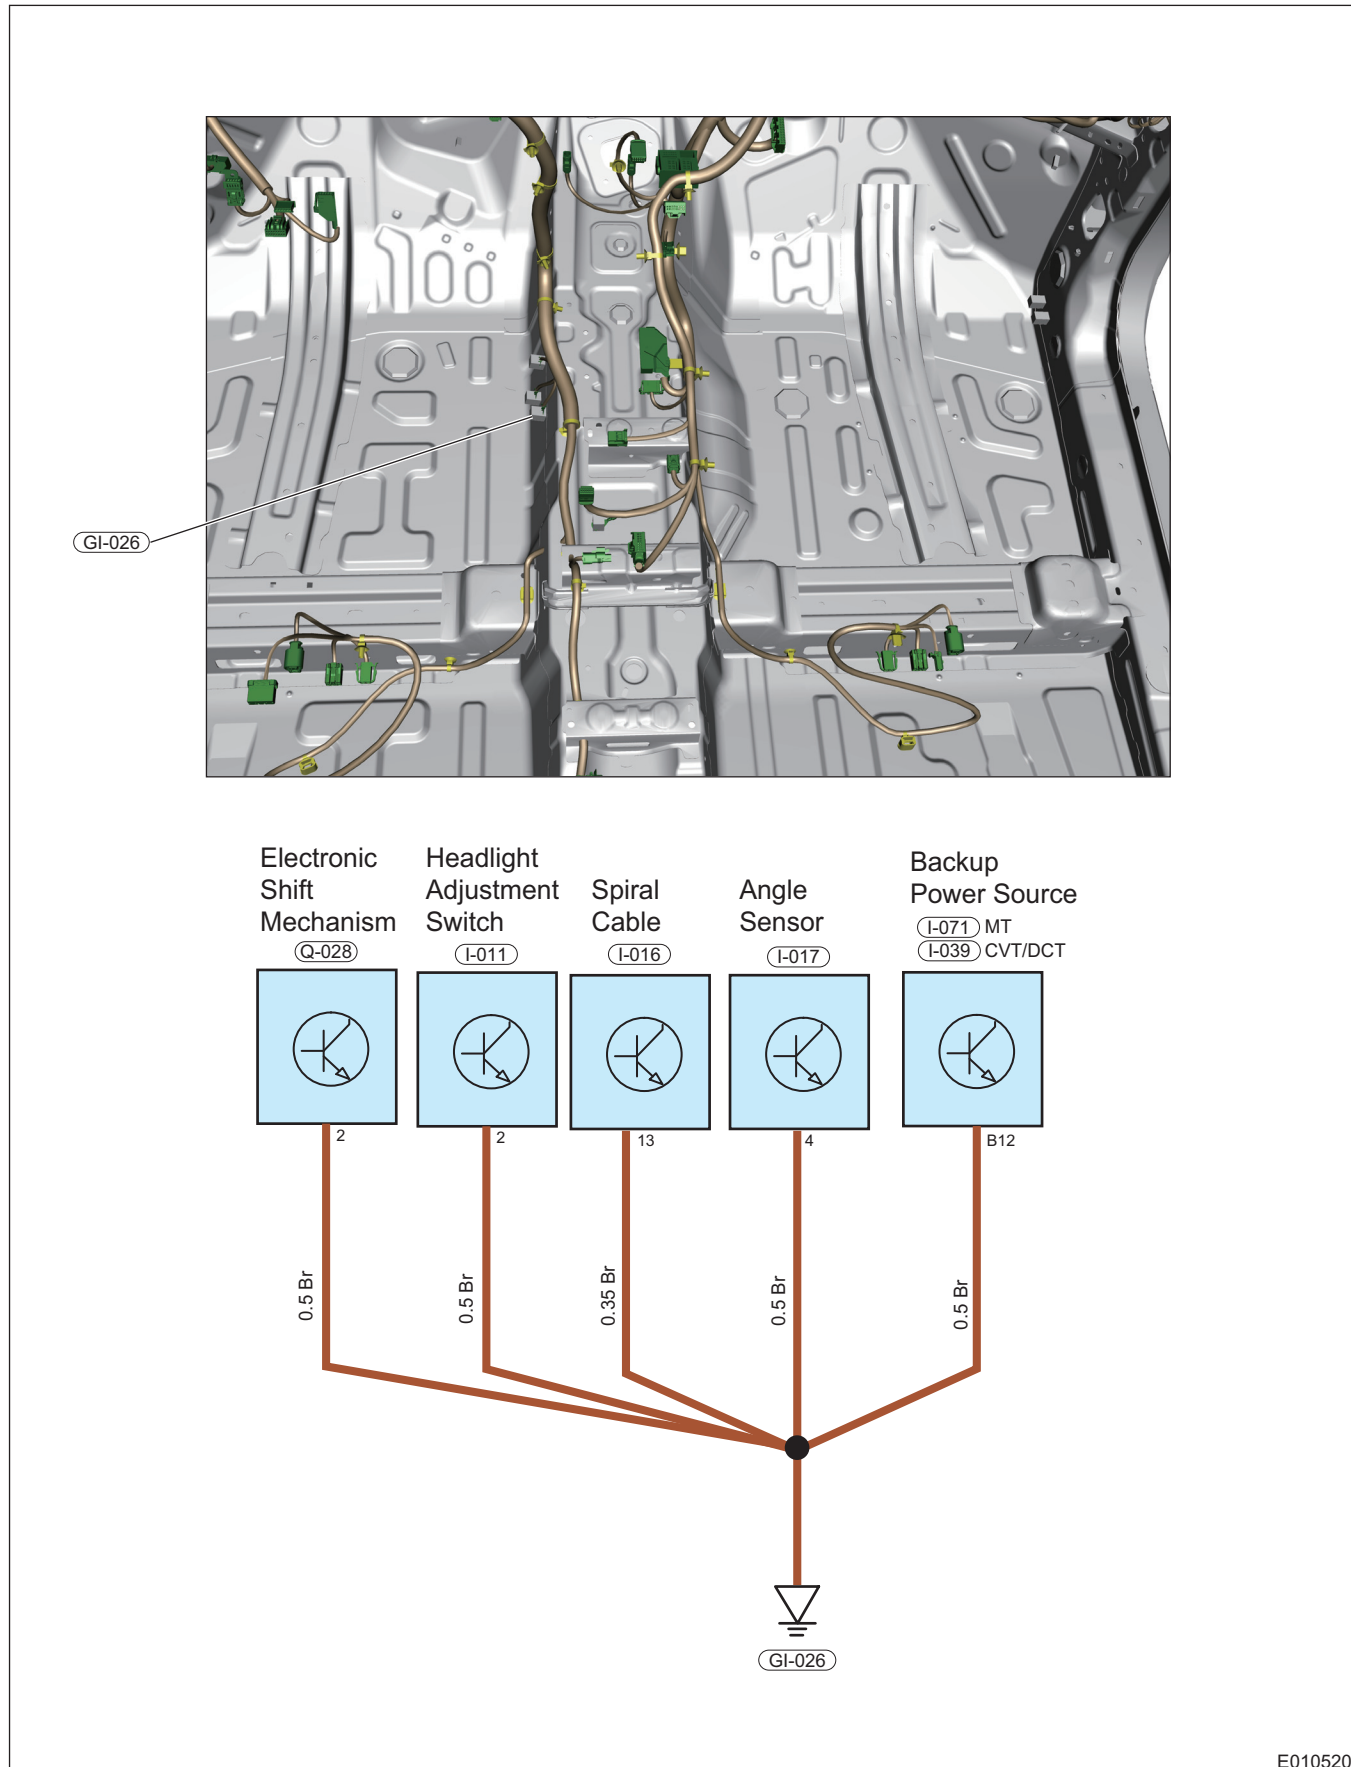 GI-026
Electronic
Shift
Mechanism
Q-028
Headlight
Adjustment
Switch
I-011
Spiral
Cable
I-016
Angle
Sensor
I-017
Backup
Power Source
I-071 MT
I-039 CVT/DCT
2
2
13
4
B12
0.5 Br
0.5 Br
0.35 Br
0.5 Br
0.5 Br
GI-026
E010520